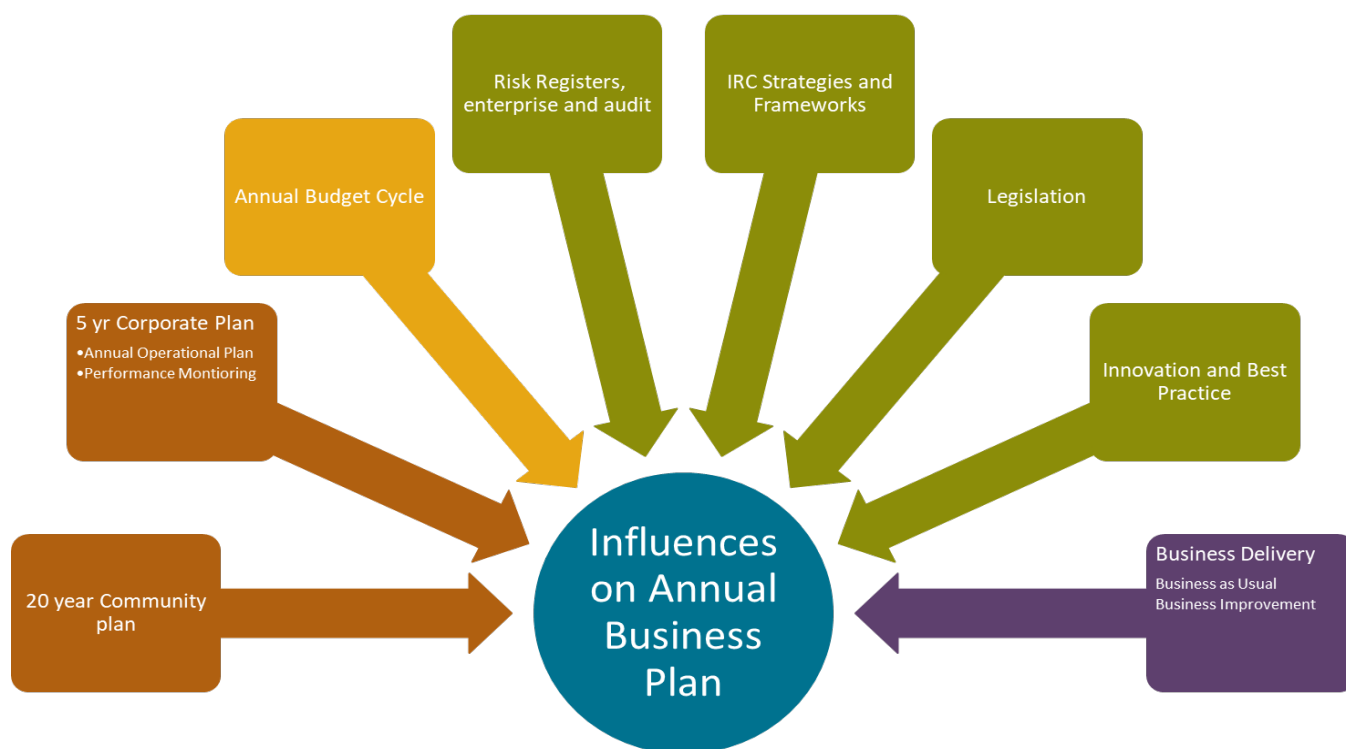 Risk Registers,
enterprise and audit
IRC Strategies and
Frameworks
Annual Budget Cycle
Legislation
5 yr Corporate Plan
•Annual Operational Plan
•Performance Montioring
Innovation and Best
Practice
20 year Community
plan
Influences
on Annual
Business
Plan
Business Delivery
Business as Usual
Business Improvement